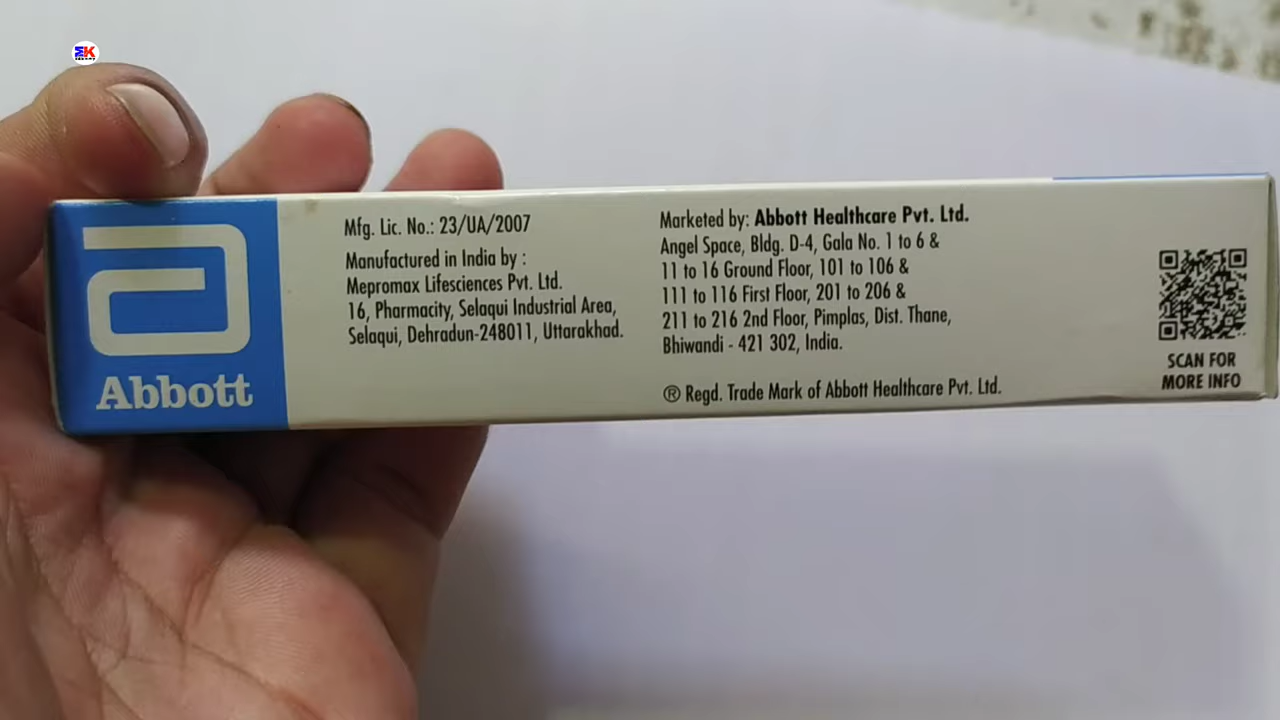 ΣK
Abbott
Mfg. Lic. No.: 23/UA/2007
Manufactured in India by :
Mepromax Lifesciences Pvt. Ltd.
16, Pharmacity, Selaqui Industrial Area,
Selaqui, Dehradun-248011, Uttarakhad.
Marketed by: Abbott Healthcare Pvt. Ltd.
Angel Space, Bldg. D-4, Gala No. 1 to 6 &
11 to 16 Ground Floor, 101 to 106 &
111 to 116 First Floor, 201 to 206 &
211 to 216 2nd Floor, Pimplas, Dist. Thane,
Bhiwandi - 421 302, India.
® Regd. Trade Mark of Abbott Healthcare Pvt. Ltd.
SCAN FOR
MORE INFO